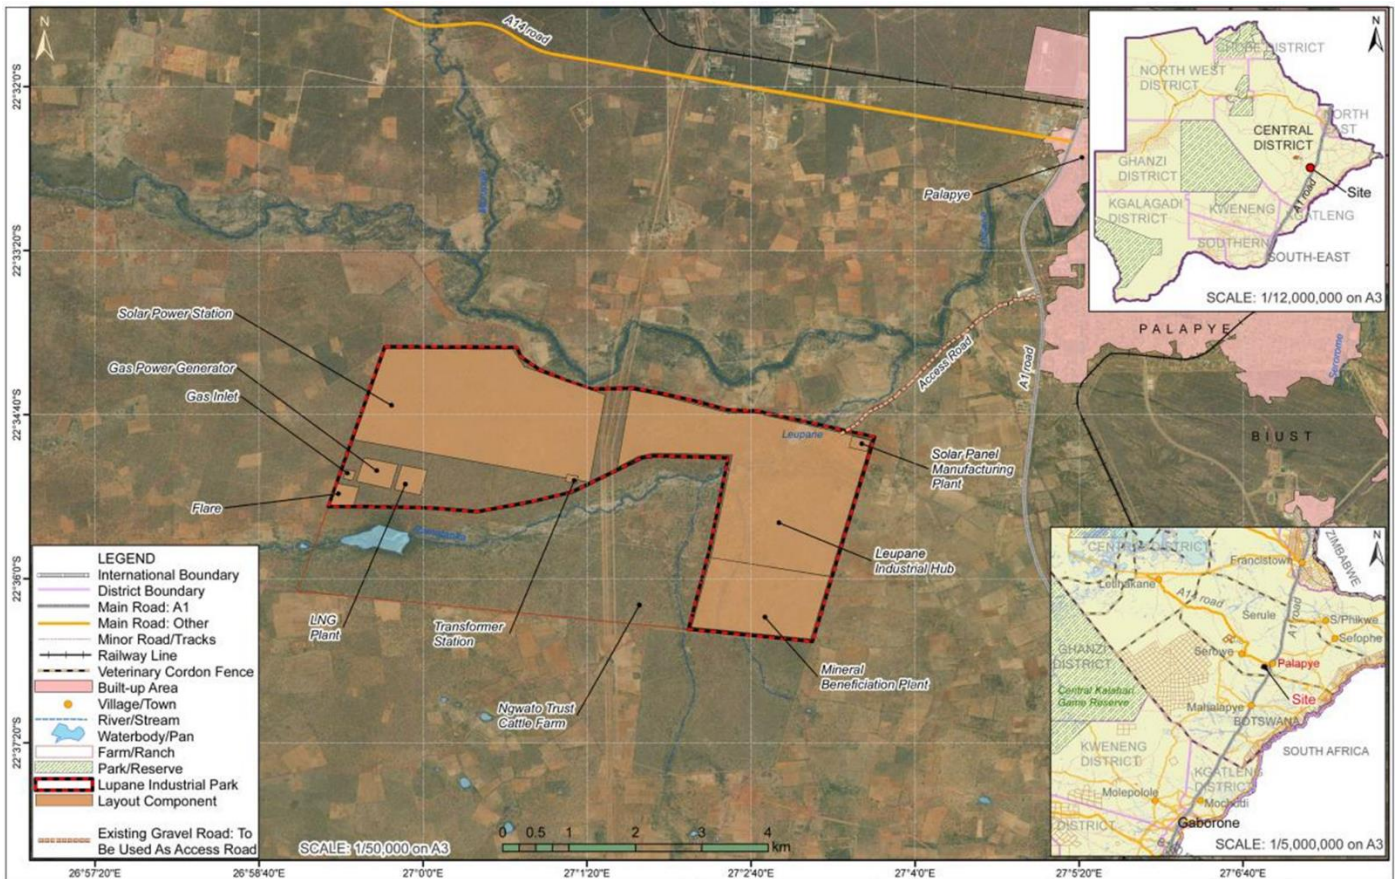 A14 road
N
22°32'0"S
22°33'20"S
22°34'40"S
22°36'0"S
22°37'20"S
Palapye
Solar Power Station
Gas Power Generator
Gas Inlet
Flare
LNG
Plant
Transformer
Station
Ngwato Trust
Cattle Farm
Access Road
A1 road
Leupane
Solar Panel
Manufacturing
Plant
Leupane
Industrial Hub
Mineral
Beneficiation Plant
PALAPYE
BIUST
LEGEND
International Boundary
District Boundary
Main Road: A1
Main Road: Other
Minor Road/Tracks
Railway Line
Veterinary Cordon Fence
Built-up Area
Village/Town
River/Stream
Waterbody/Pan
Farm/Ranch
Park/Reserve
Lupane Industrial Park
Layout Component
Existing Gravel Road: To
Be Used As Access Road
SCALE: 1/50,000 on A3
0 0.5 1 2 3 4
km
26°57'20"E
26°58'40"E
27°0'0"E
27°1'20"E
27°2'40"E
27°4'0"E
27°5'20"E
27°6'40"E
N
CHOBE DISTRICT
NORTH WEST
DISTRICT
NORTH
EAST
CENTRAL
DISTRICT
GHANZI
DISTRICT
Site
A1 road
KGALAGADI
DISTRICT
KWENENG
KGATLENG
SOUTHERN
SOUTH-EAST
SCALE: 1/12,000,000 on A3
N
CENTRAL DISTRICT
Francistown
ZIMBABWE
Letlhakane
A14 road
A1 road
Serule
S/Phikwe
Sefophe
GHANZI
DISTRICT
Serowe
Palapye
Central Kalahari
Game Reserve
Site
Mahalapye
BOTSWANA
SOUTH AFRICA
KWENENG
DISTRICT
KGATLENG
DISTRICT
Molepolole
Mochudi
DISTRICT
Gaborone
SCALE: 1/5,000,000 on A3